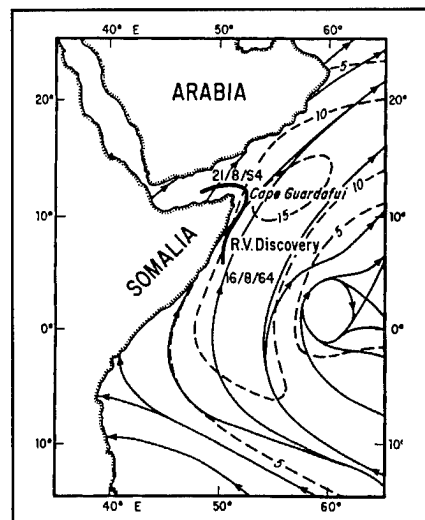 40° E 50° 60°
5
20° ARABIA 10 20°
21/8/S4
Cape Guardafui
10° 15 10 10°
SOMALIA R.V. Discovery 5
16/8/64
0° 0°
10° 5 10°
40° E 50° 60°